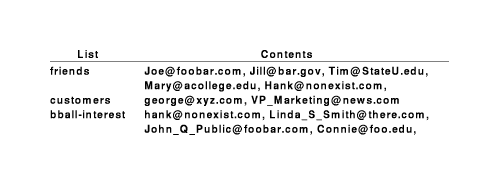 List Contents
friends Joe@foobar.com, Jill@bar.gov, Tim@StateU.edu,
Mary@acollege.edu, Hank@nonexist.com,
customers george@xyz.com, VP_Marketing@news.com
bball-interest hank@nonexist.com, Linda_S_Smith@there.com,
John_Q_Public@foobar.com, Connie@foo.edu,